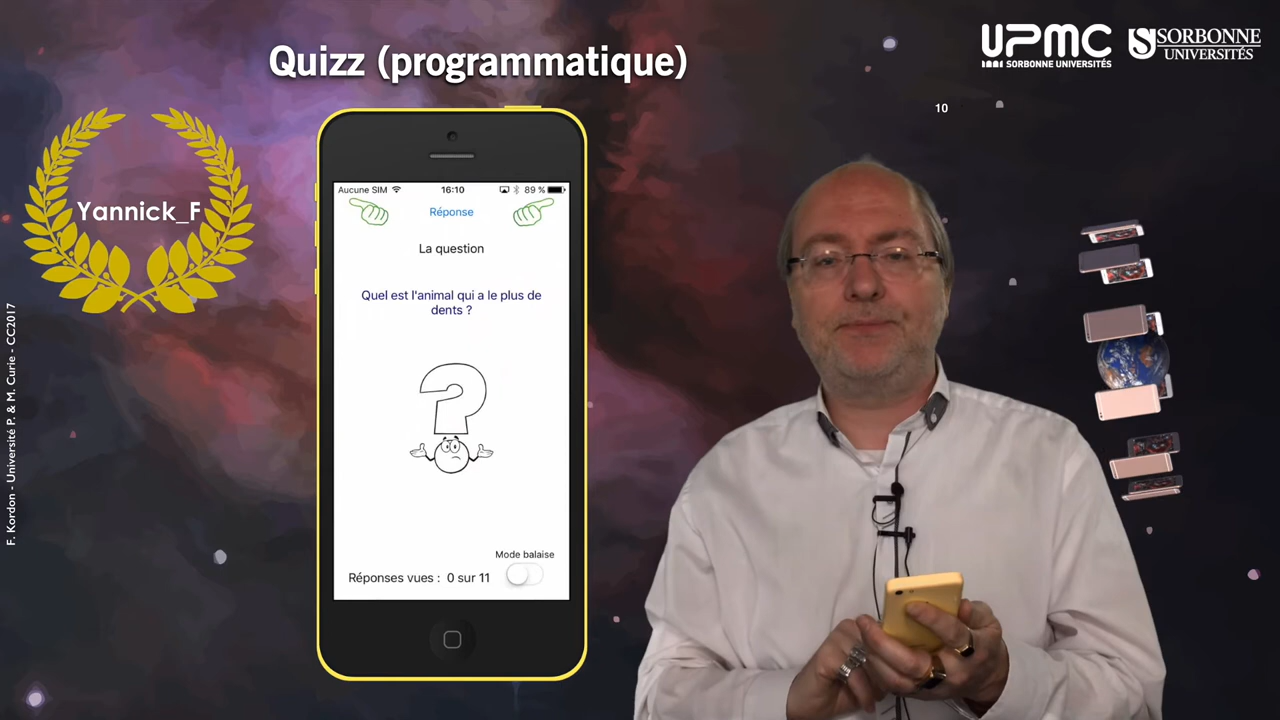 Quizz (programmatique)
UPMC
SORBONNE UNIVERSITÉS
SORBONNE
UNIVERSITÉS
10
Yannick_F
Aucune SIM 16:10 89 %
Réponse
La question
Quel est l'animal qui a le plus de
dents ?
?
Mode balaise
Réponses vues : 0 sur 11
F. Kordon - Université P. & M. Curie - CC2017